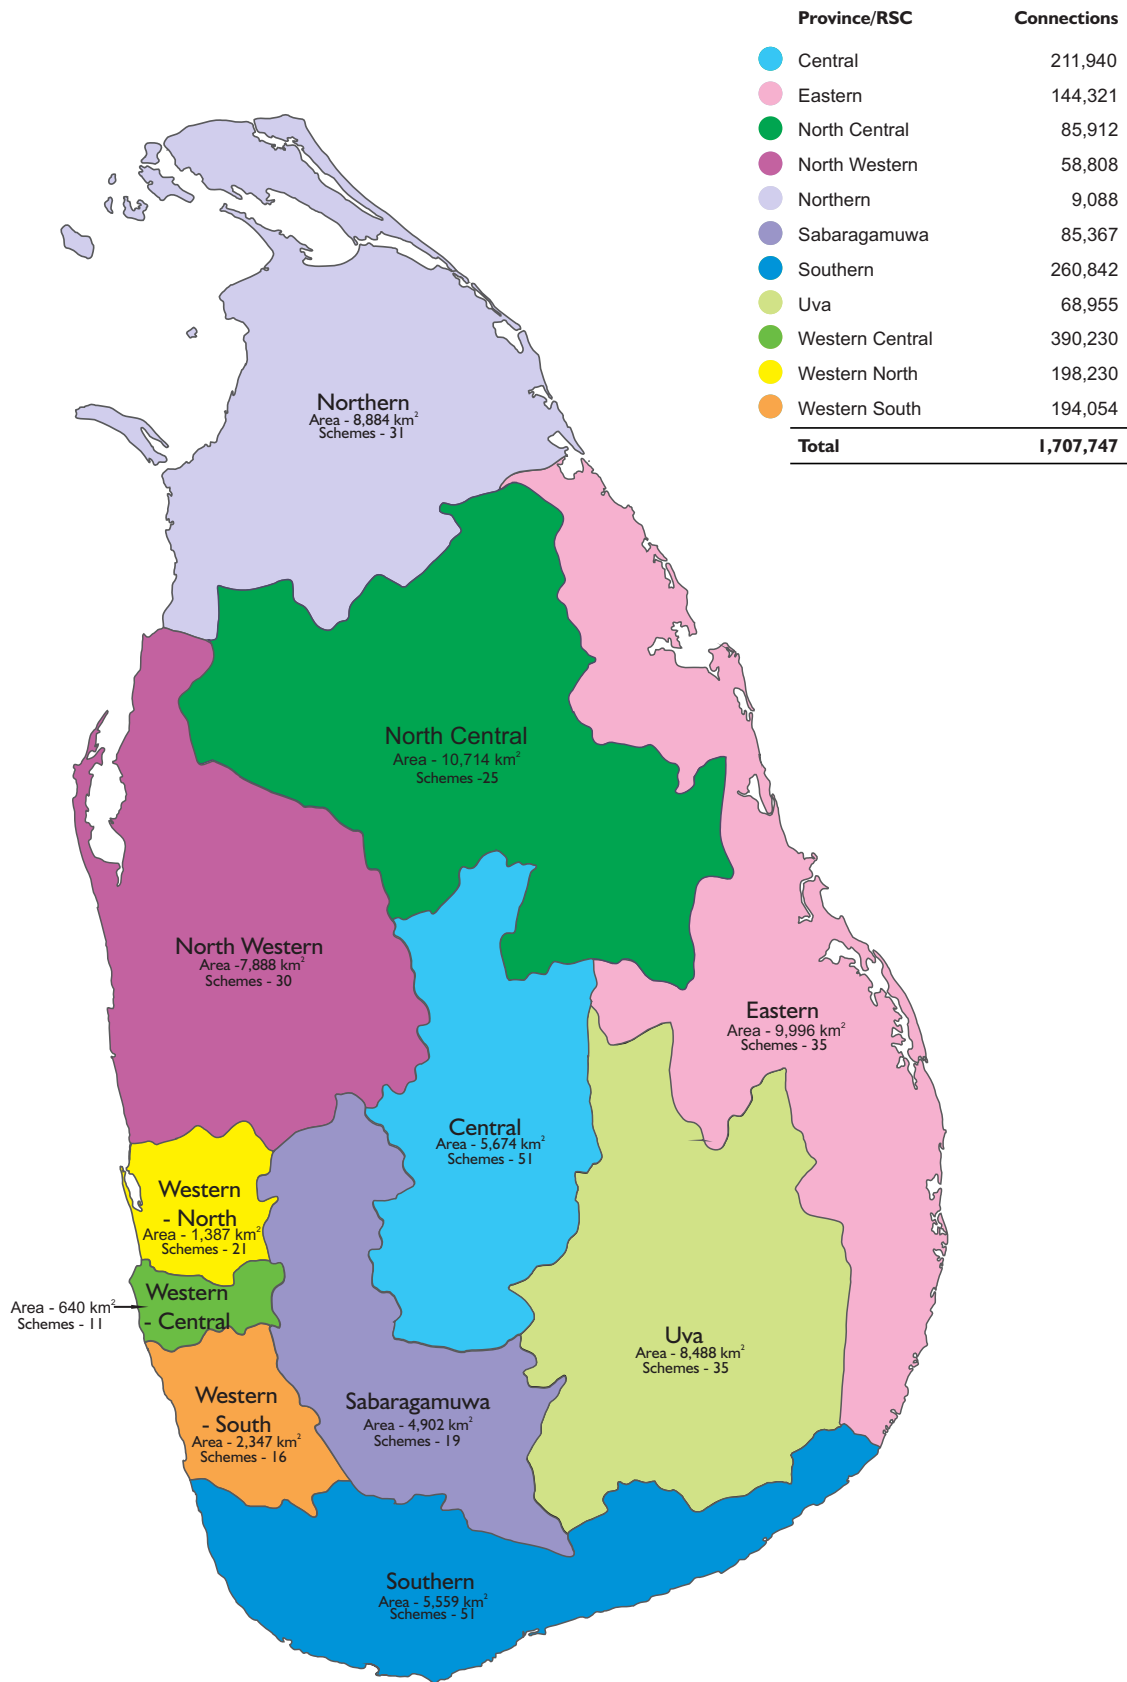 Province/RSC Connections
Central 211,940
Eastern 144,321
North Central 85,912
North Western 58,808
Northern 9,088
Sabaragamuwa 85,367
Southern 260,842
Uva 68,955
Western Central 390,230
Western North 198,230
Western South 194,054
Total 1,707,747
Northern
Area - 8,884 km²
Schemes - 31
North Central
Area - 10,714 km²
Schemes -25
North Western
Area -7,888 km²
Schemes - 30
Eastern
Area - 9,996 km²
Schemes - 35
Central
Area - 5,674 km²
Schemes - 51
Western
- North
Area - 1,387 km²
Schemes - 21
Western
- Central
Area - 640 km²
Schemes - 11
Uva
Area - 8,488 km²
Schemes - 35
Western
- South
Area - 2,347 km²
Schemes - 16
Sabaragamuwa
Area - 4,902 km²
Schemes - 19
Southern
Area - 5,559 km²
Schemes - 51